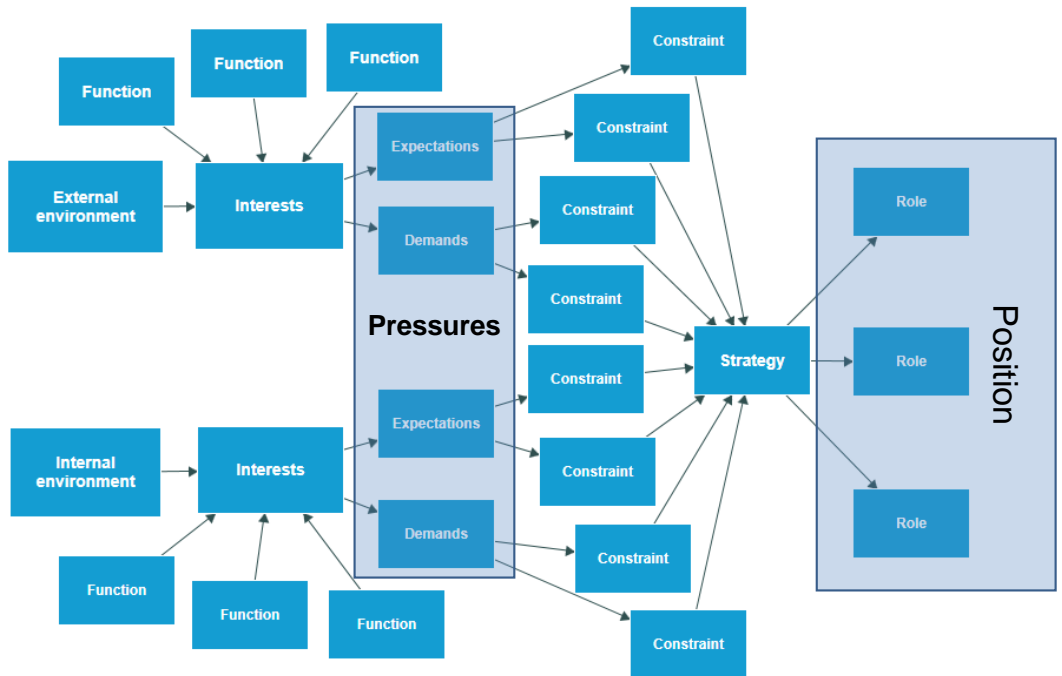 Function
Function
Function
External
environment
Interests
Expectations
Demands
Pressures
Expectations
Demands
Internal
environment
Interests
Function
Function
Function
Constraint
Constraint
Constraint
Constraint
Constraint
Constraint
Constraint
Constraint
Strategy
Role
Role
Role
Position